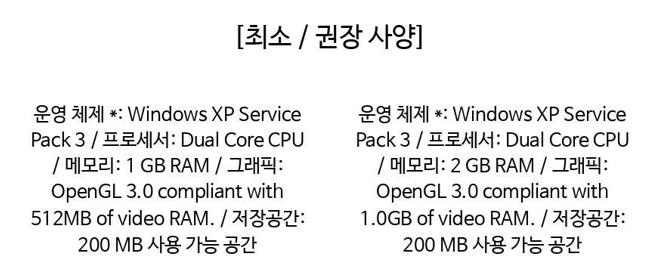 [최소 / 권장 사양]
운영 체제 *: Windows XP Service
Pack 3 / 프로세서: Dual Core CPU
/ 메모리: 1 GB RAM / 그래픽:
OpenGL 3.0 compliant with
512MB of video RAM. / 저장공간:
200 MB 사용 가능 공간
운영 체제 *: Windows XP Service
Pack 3 / 프로세서: Dual Core CPU
/ 메모리: 2 GB RAM / 그래픽:
OpenGL 3.0 compliant with
1.0GB of video RAM. / 저장공간:
200 MB 사용 가능 공간